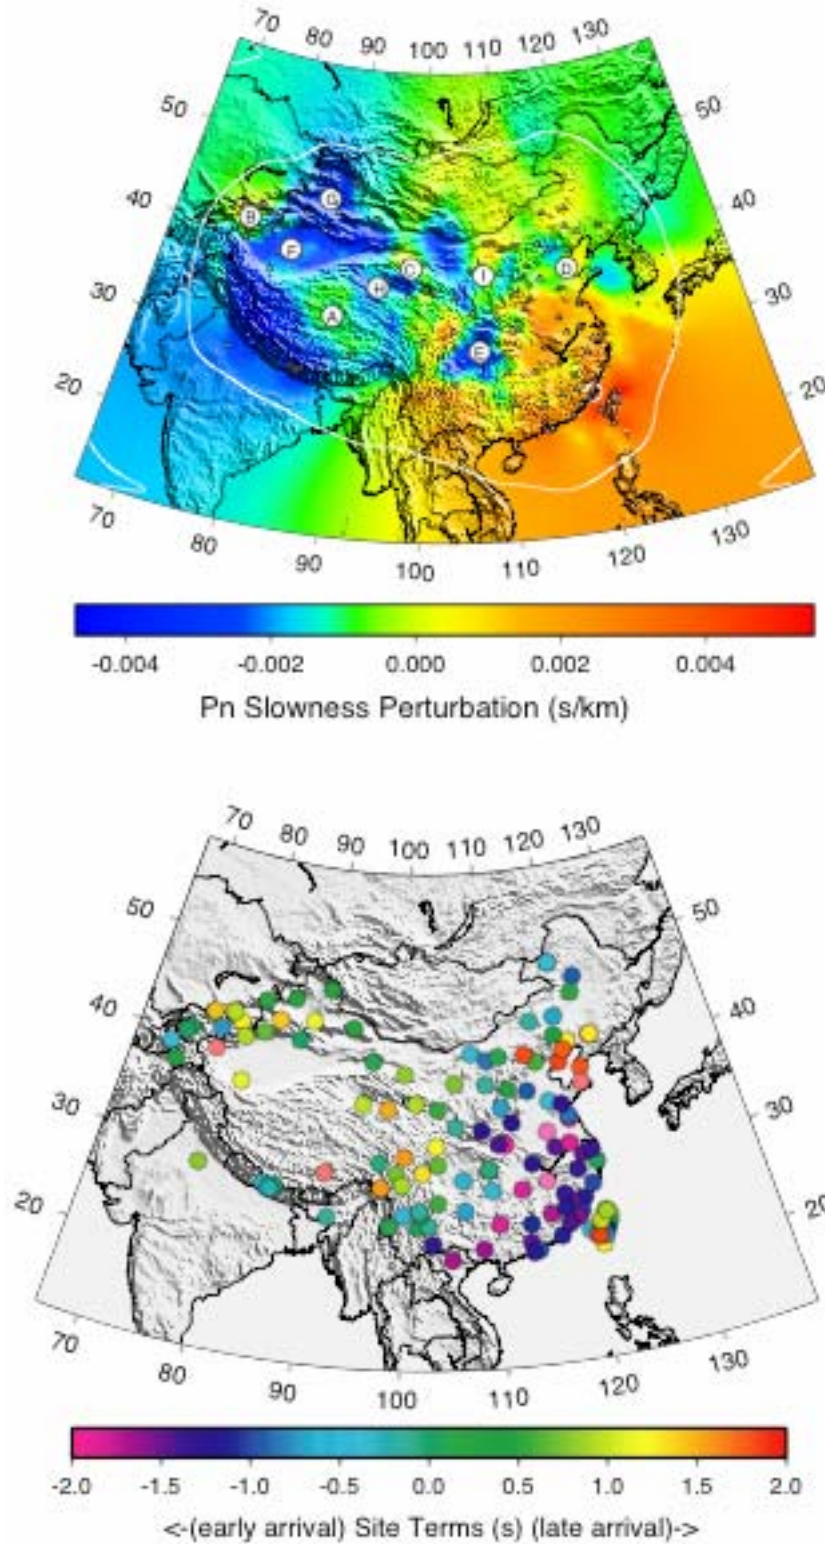 70 80 90 100 110 120 130
50 50
40 40
B G
F C I D
H
30 30
A
E
20 20
70 80 90 100 110 120 130
-0.004 -0.002 0.000 0.002 0.004
Pn Slowness Perturbation (s/km)
70 80 90 100 110 120 130
50 50
40 40
30 30
20 20
70 80 90 100 110 120 130
-2.0 -1.5 -1.0 -0.5 0.0 0.5 1.0 1.5 2.0
<-(early arrival) Site Terms (s) (late arrival)->